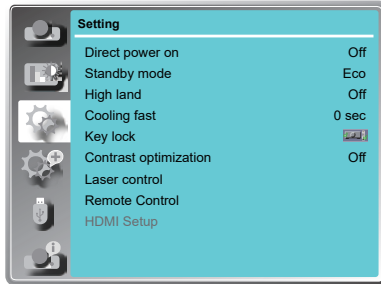 Setting
Direct power on Off
Standby mode Eco
High land Off
Cooling fast 0 sec
Key lock
Contrast optimization Off
Laser control
Remote Control
HDMI Setup